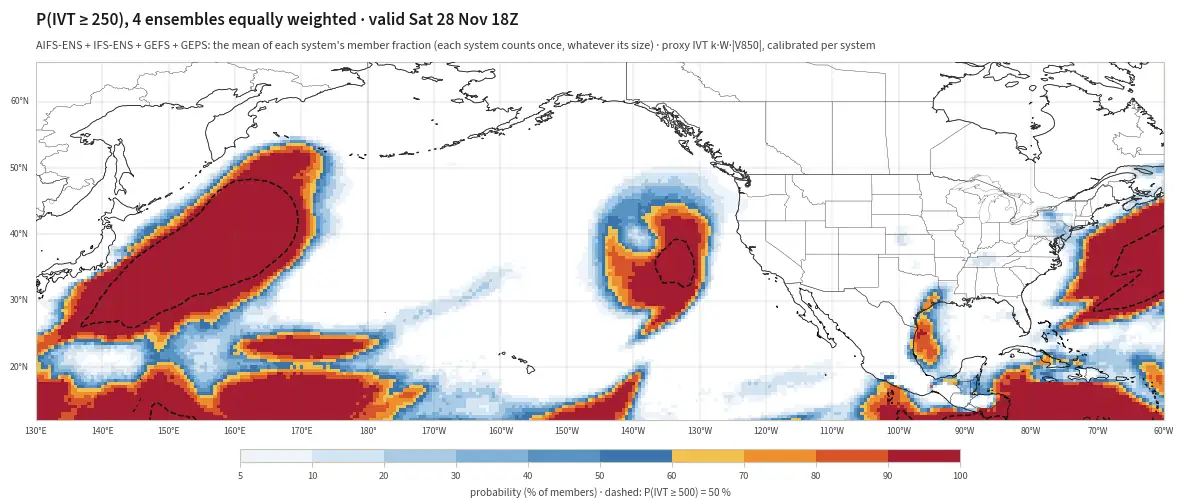 P(IVT ≥ 250), 4 ensembles equally weighted · valid Sat 28 Nov 18Z
AIFS-ENS + IFS-ENS + GEFS + GEPS: the mean of each system's member fraction (each system counts once, whatever its size) · proxy IVT k·W·|V850|, calibrated per system
60°N
50°N
40°N
30°N
20°N
130°E 140°E 150°E 160°E 170°E 180° 170°W 160°W 150°W 140°W 130°W 120°W 110°W 100°W 90°W 80°W 70°W 60°W
5 10 20 30 40 50 60 70 80 90 100
probability (% of members) · dashed: P(IVT ≥ 500) = 50 %